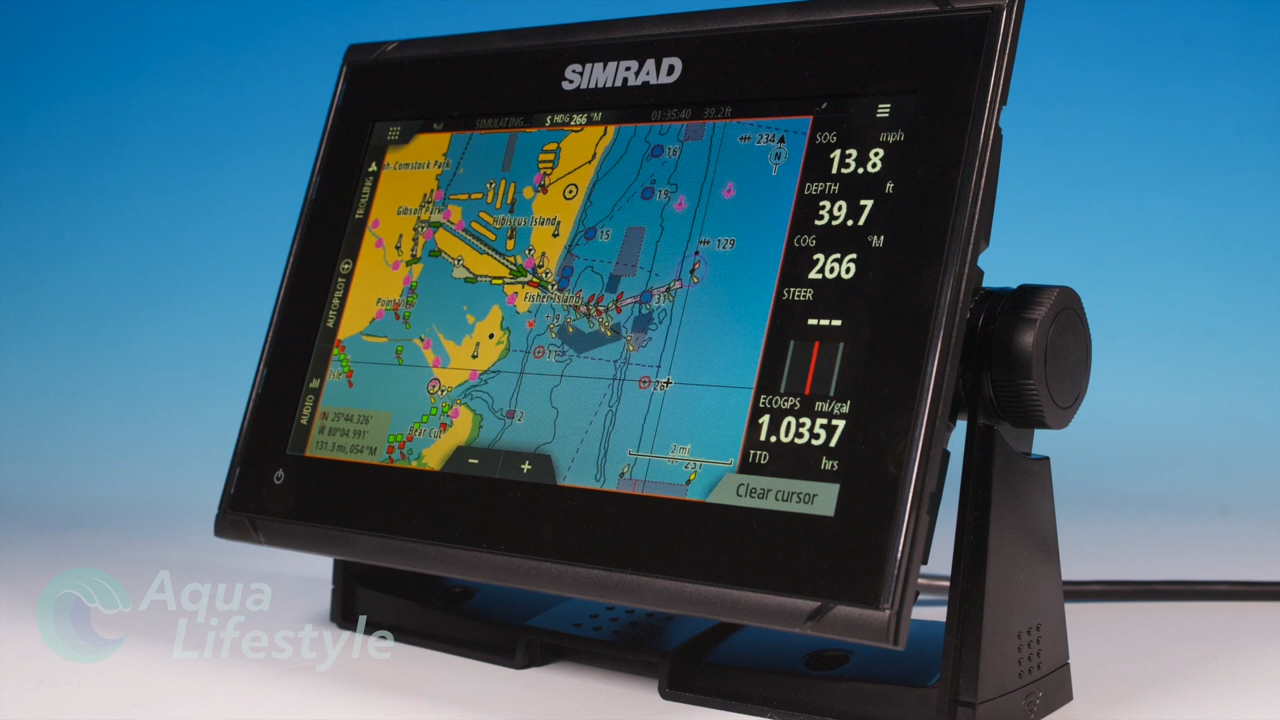 SIMRAD
SIMULATING... S HDG 266 °M 01:35:40 39.2ft
TROLLING
AUTOPILOT
AUDIO
h-Comstock Park
Gibson Park
Hibiscus Island
Fisher Island
Bear Cut
16
19
15
31
11
2
234
129
N
2 mi
N 25°44.326'
W 80°04.991'
131.3 mi, 054 °M
SOG mph
13.8
DEPTH ft
39.7
COG °M
266
STEER
---
ECOGPS mi/gal
1.0357
TTD hrs
Clear cursor
Aqua
Lifestyle